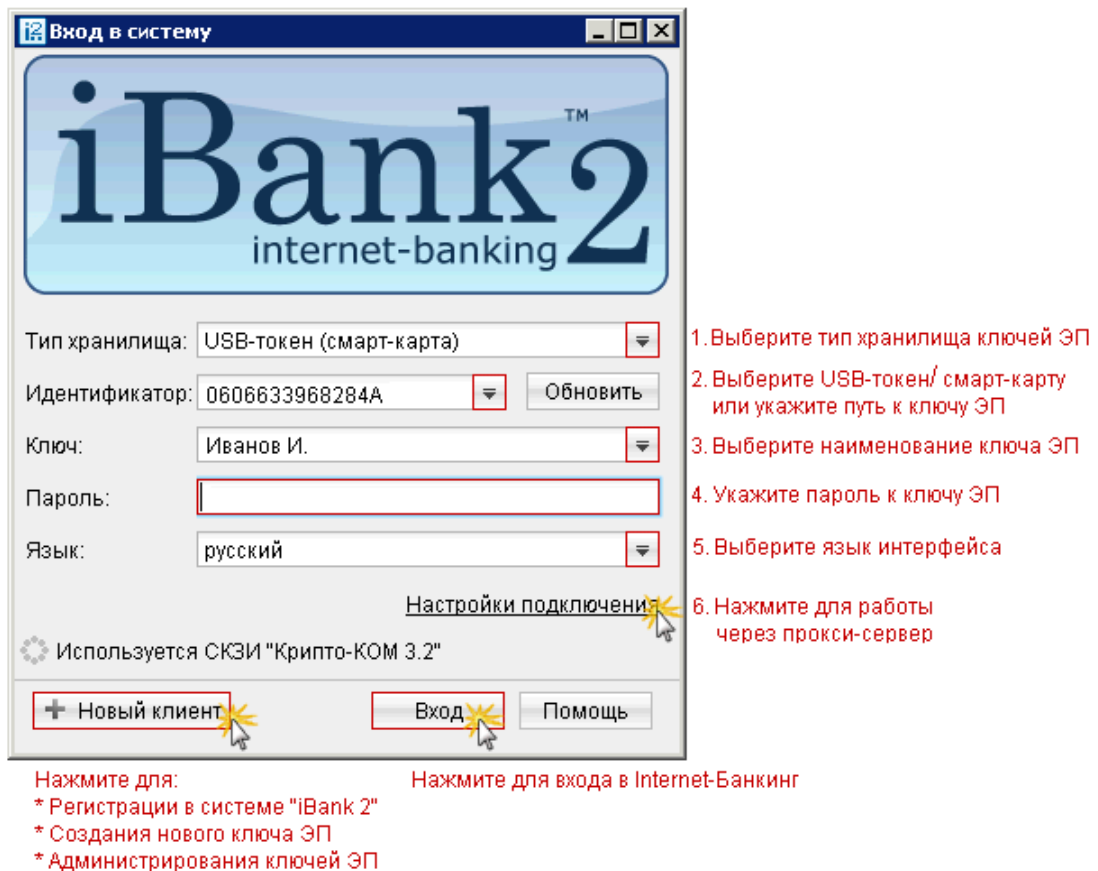 Вход в систему
iBank 2 ™
internet-banking
Тип хранилища: USB-токен (смарт-карта)
1. Выберите тип хранилища ключей ЭП
Идентификатор: 0606633968284A Обновить
2. Выберите USB-токен/ смарт-карту
или укажите путь к ключу ЭП
Ключ: Иванов И.
3. Выберите наименование ключа ЭП
Пароль:
4. Укажите пароль к ключу ЭП
Язык: русский
5. Выберите язык интерфейса
Настройки подключения
6. Нажмите для работы
через прокси-сервер
Используется СКЗИ "Крипто-КОМ 3.2"
Новый клиент Вход Помощь
Нажмите для:
* Регистрации в системе "iBank 2"
* Создания нового ключа ЭП
* Администрирования ключей ЭП
Нажмите для входа в Internet-Банкинг